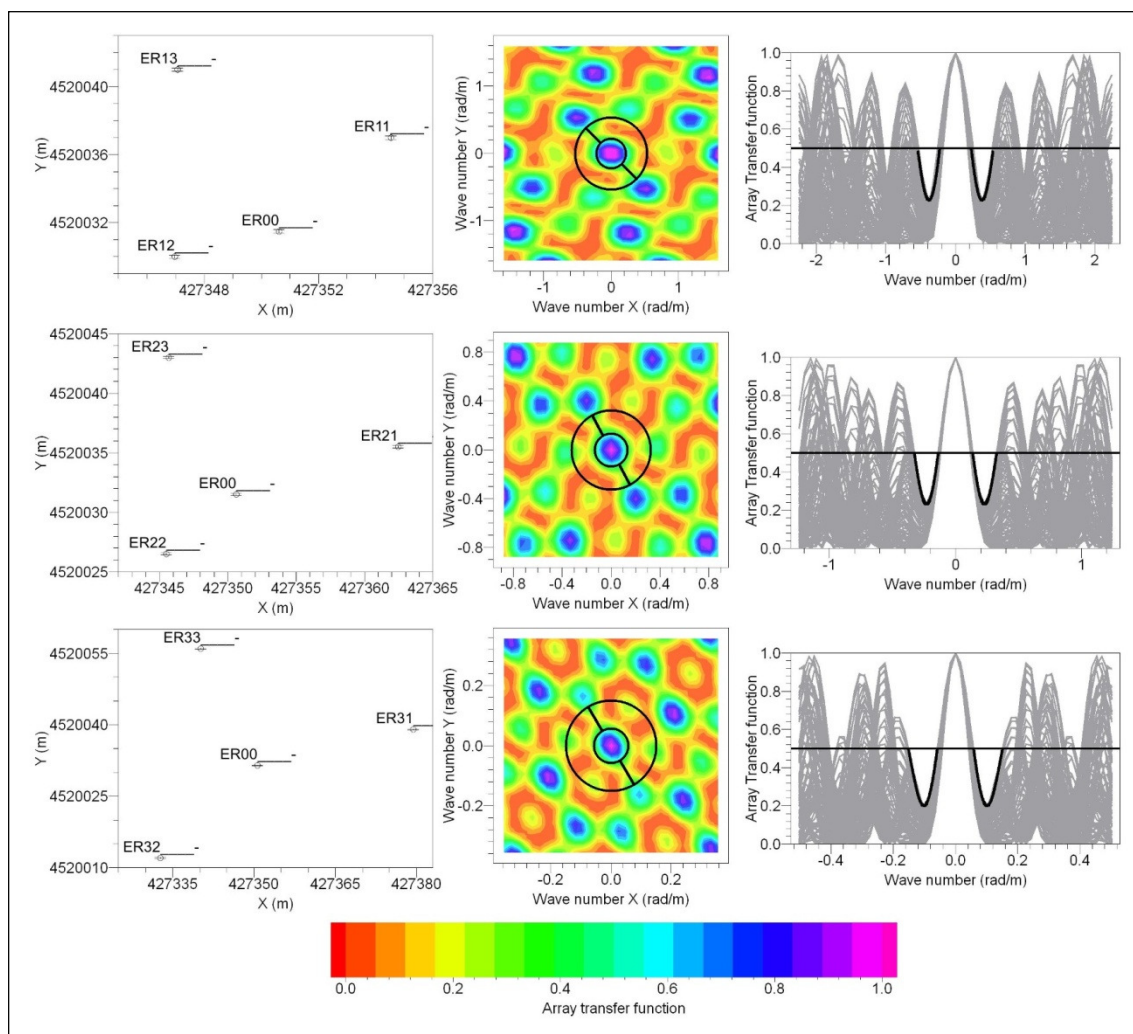 ER13
ER11
ER00
ER12
4520040
4520036
4520032
Y (m)
427348 427352 427356
X (m)
1
0
-1
Wave number Y (rad/m)
-1 0 1
Wave number X (rad/m)
1.0
0.8
0.6
0.4
0.2
0.0
Array Transfer function
-2 -1 0 1 2
Wave number (rad/m)
ER23
ER21
ER00
ER22
4520045
4520040
4520035
4520030
4520025
Y (m)
427345 427350 427355 427360 427365
X (m)
0.8
0.4
0.0
-0.4
-0.8
Wave number Y (rad/m)
-0.8 -0.4 0.0 0.4 0.8
Wave number X (rad/m)
1.0
0.8
0.6
0.4
0.2
0.0
Array Transfer function
-1 0 1
Wave number (rad/m)
ER33
ER31
ER00
ER32
4520055
4520040
4520025
4520010
Y (m)
427335 427350 427365 427380
X (m)
0.2
0.0
-0.2
Wave number Y (rad/m)
-0.2 0.0 0.2
Wave number X (rad/m)
1.0
0.8
0.6
0.4
0.2
0.0
Array Transfer function
-0.4 -0.2 0.0 0.2 0.4
Wave number (rad/m)
0.0 0.2 0.4 0.6 0.8 1.0
Array transfer function